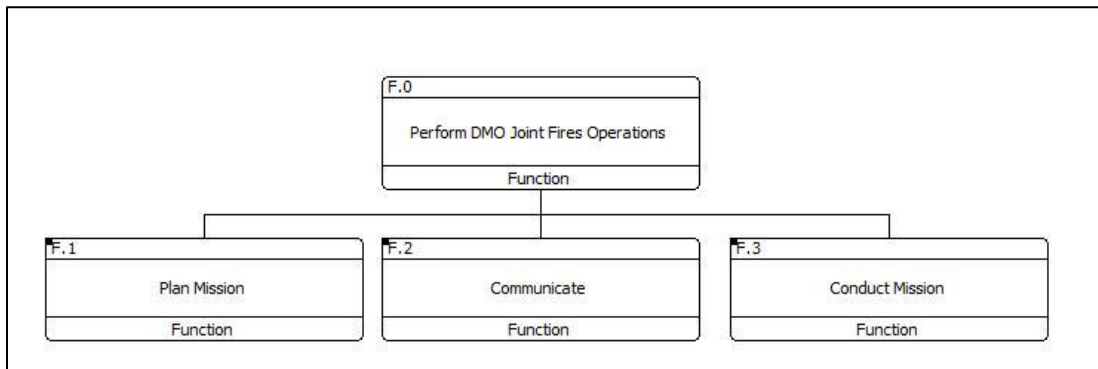 F.0
Perform DMO Joint Fires Operations
Function
F.1
Plan Mission
Function
F.2
Communicate
Function
F.3
Conduct Mission
Function